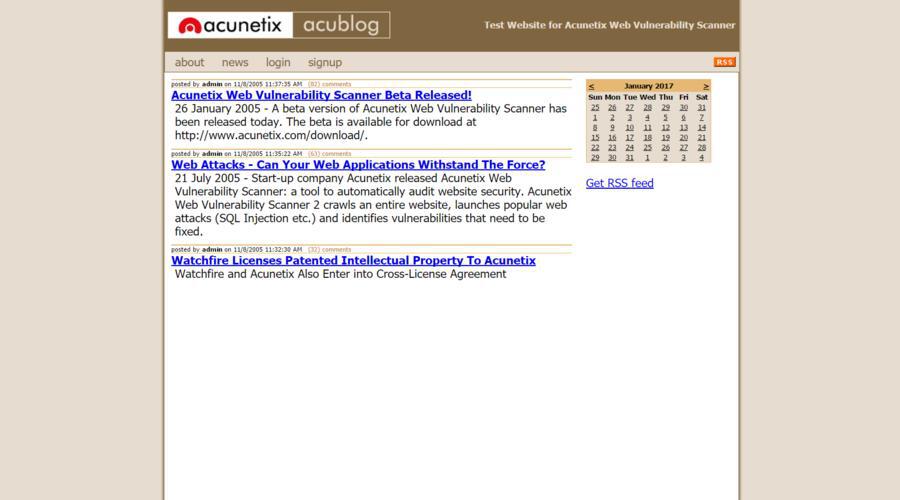 acunetix acublog
Test Website for Acunetix Web Vulnerability Scanner
about news login signup
RSS
posted by admin on 11/8/2005 11:37:35 AM (82) comments
Acunetix Web Vulnerability Scanner Beta Released!
26 January 2005 - A beta version of Acunetix Web Vulnerability Scanner has
been released today. The beta is available for download at
http://www.acunetix.com/download/.
posted by admin on 11/8/2005 11:35:22 AM (63) comments
Web Attacks - Can Your Web Applications Withstand The Force?
21 July 2005 - Start-up company Acunetix released Acunetix Web
Vulnerability Scanner: a tool to automatically audit website security. Acunetix
Web Vulnerability Scanner 2 crawls an entire website, launches popular web
attacks (SQL Injection etc.) and identifies vulnerabilities that need to be
fixed.
posted by admin on 11/8/2005 11:32:30 AM (32) comments
Watchfire Licenses Patented Intellectual Property To Acunetix
Watchfire and Acunetix Also Enter into Cross-License Agreement
< January 2017 >
Sun Mon Tue Wed Thu Fri Sat
25 26 27 28 29 30 31
1 2 3 4 5 6 7
8 9 10 11 12 13 14
15 16 17 18 19 20 21
22 23 24 25 26 27 28
29 30 31 1 2 3 4
Get RSS feed